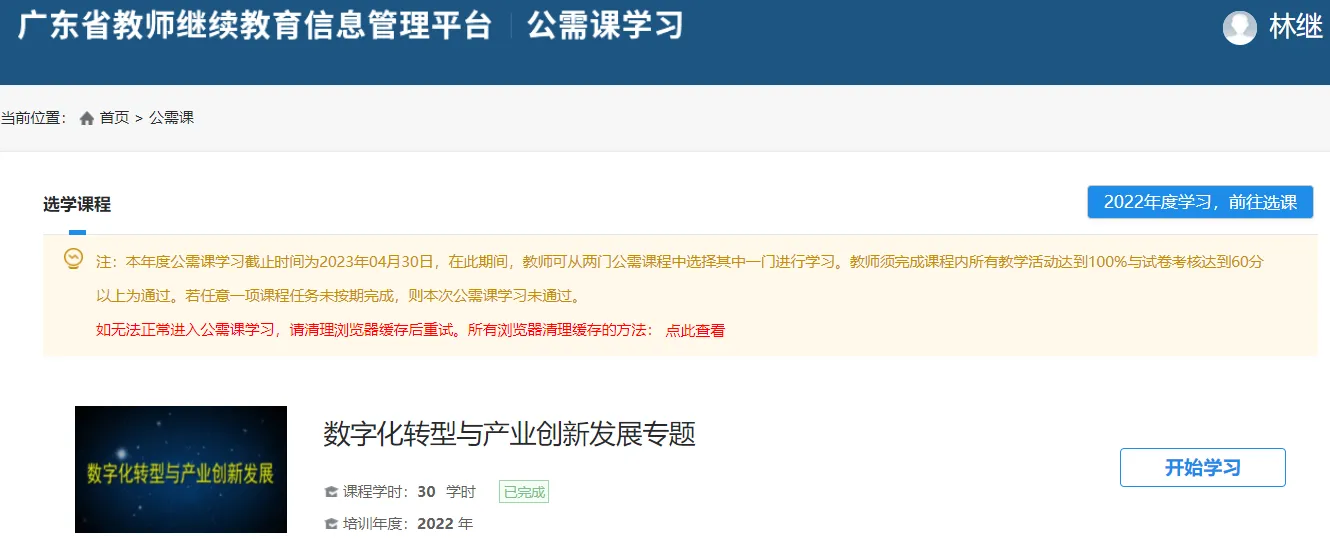 广东省教师继续教育信息管理平台 | 公需课学习
林继
当前位置： 首页 > 公需课
选学课程
2022年度学习，前往选课
注：本年度公需课学习截止时间为2023年04月30日，在此期间，教师可从两门公需课程中选择其中一门进行学习。教师须完成课程内所有教学活动达到100%与试卷考核达到60分
以上为通过。若任意一项课程任务未按期完成，则本次公需课学习未通过。
如无法正常进入公需课学习，请清理浏览器缓存后重试。所有浏览器清理缓存的方法： 点此查看
数字化转型与产业创新发展
数字化转型与产业创新发展专题
课程学时：30 学时 已完成
培训年度：2022 年
开始学习